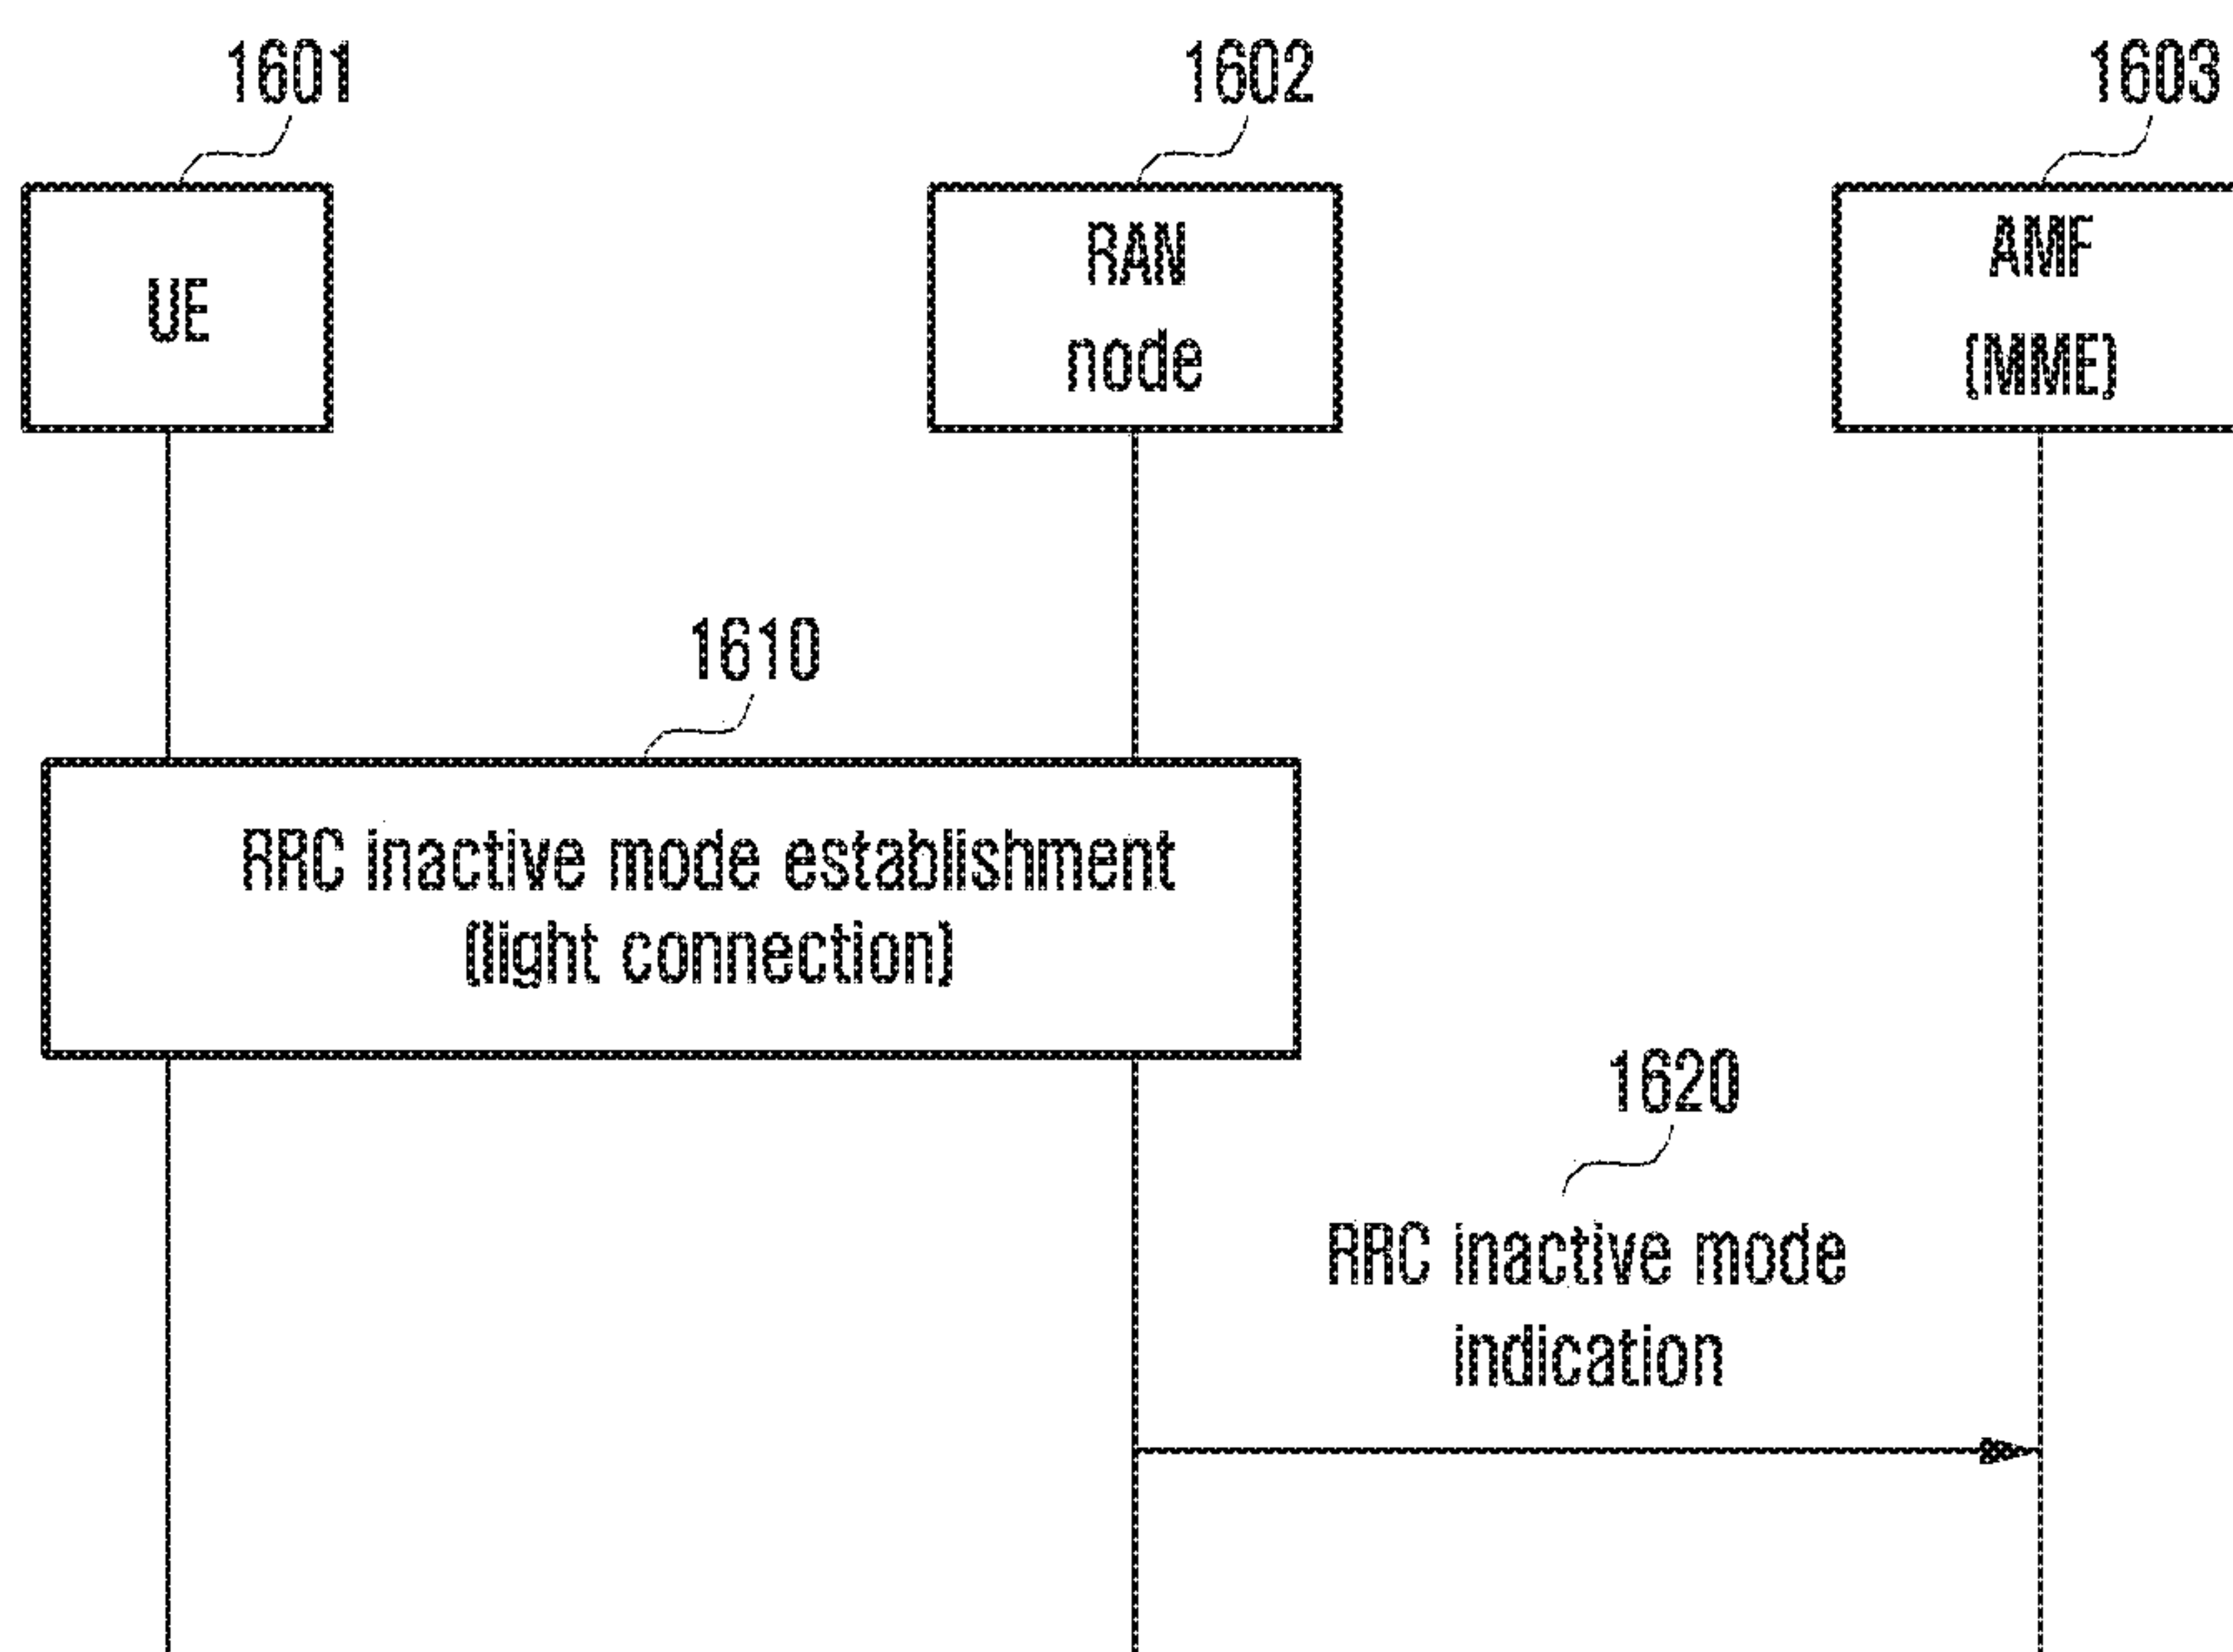 1601
1602
1603
UE
RAN
node
AMF
(MME)
1610
RRC inactive mode establishment
(light connection)
1620
RRC inactive mode
indication